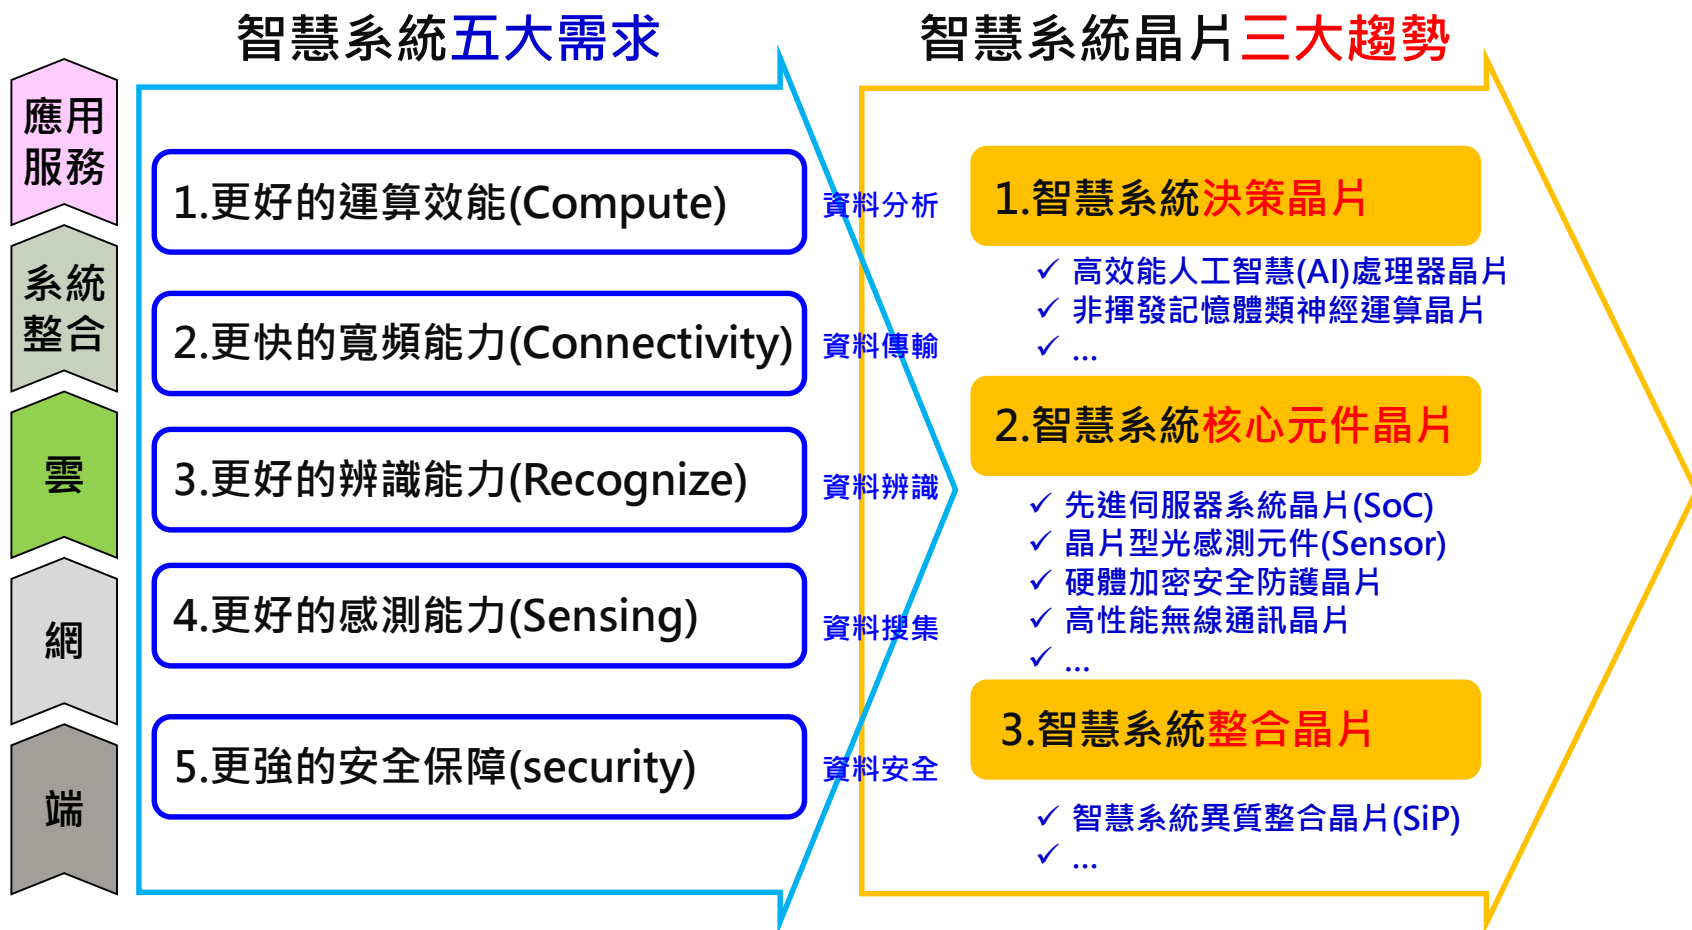 智慧系統五大需求
智慧系統晶片三大趨勢
應用
服務
系統
整合
雲
網
端
1.更好的運算效能(Compute)
資料分析
2.更快的寬頻能力(Connectivity)
資料傳輸
3.更好的辨識能力(Recognize)
資料辨識
4.更好的感測能力(Sensing)
資料搜集
5.更強的安全保障(security)
資料安全
1.智慧系統決策晶片
✓ 高效能人工智慧(AI)處理器晶片
✓ 非揮發記憶體類神經運算晶片
✓ ...
2.智慧系統核心元件晶片
✓ 先進伺服器系統晶片(SoC)
✓ 晶片型光感測元件(Sensor)
✓ 硬體加密安全防護晶片
✓ 高性能無線通訊晶片
✓ ...
3.智慧系統整合晶片
✓ 智慧系統異質整合晶片(SiP)
✓ ...